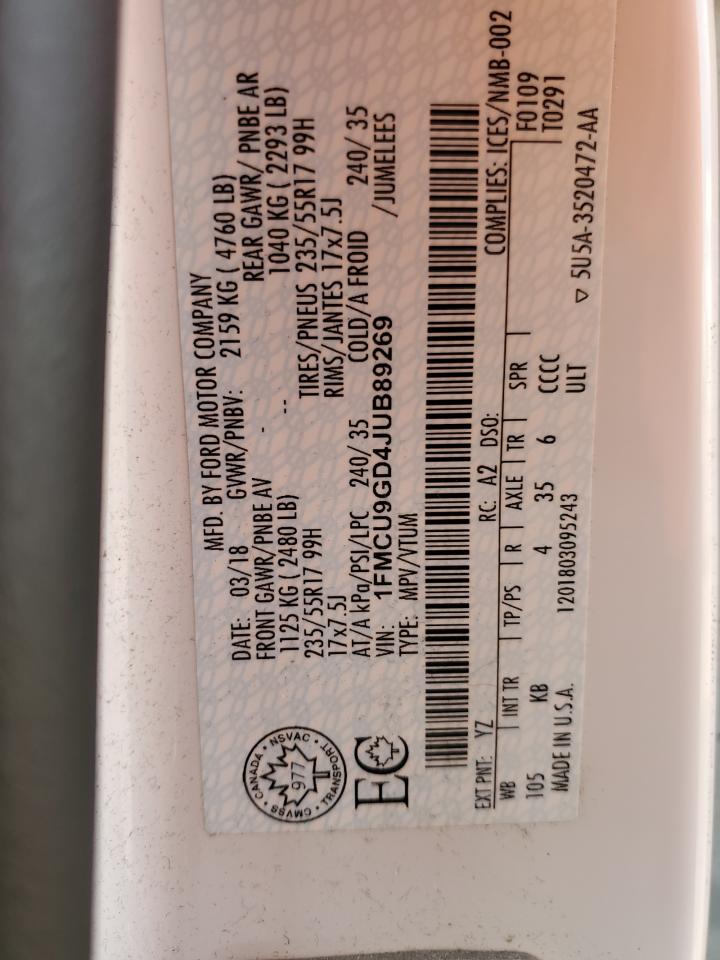 MFD. BY FORD MOTOR COMPANY
DATE: 03/18 GVWR/PNBV: 2159 KG ( 4760 LB)
FRONT GAWR/PNBE AV - REAR GAWR/ PNBE AR
1125 KG ( 2480 LB) -- 1040 KG ( 2293 LB)
235/55R17 99H TIRES/PNEUS 235/55R17 99H
17x7.5J RIMS/JANTES 17x7.5J
AT/A kPa/PSI/LPC 240/ 35 COLD/A FROID 240/ 35
VIN: 1FMCU9GD4JUB89269 /JUMELEES
TYPE: MPV/VTUM
CANADA • NSVAC • TRANSPORT • CMVSS •
977
EC
EXT PNT: YZ RC: A2 DSO: COMPLIES: ICES/NMB-002
WB INT TR TP/PS R AXLE TR SPR F0109
T0291
105 KB 4 35 6 CCCC
ULT
MADE IN U.S.A. 1201803095243 ▽ 5U5A-3520472-AA